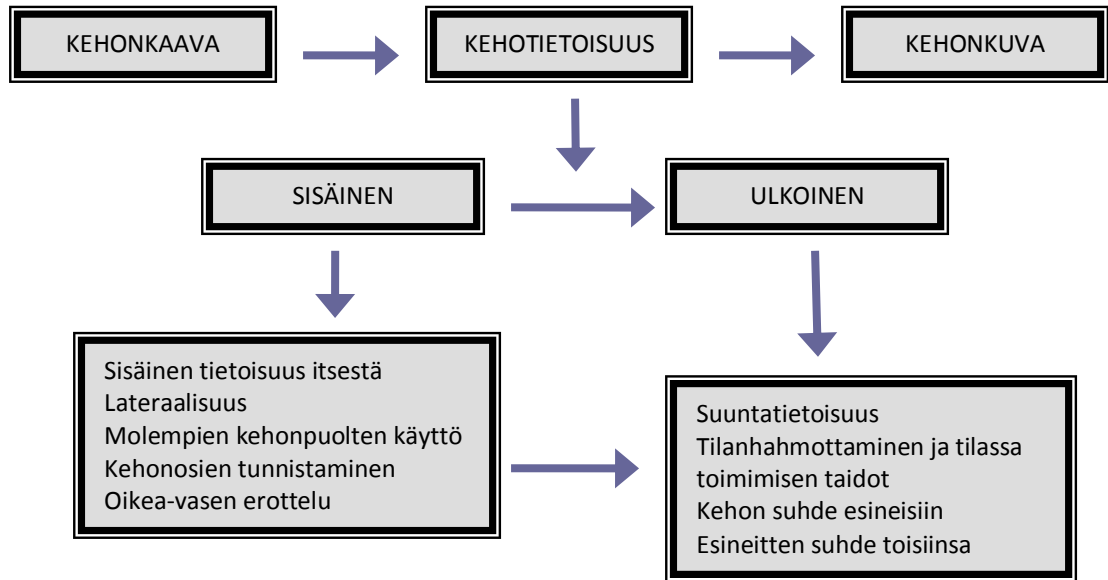 KEHONKAAVA
KEHOTIETOISUUS
KEHONKUVA
SISÄINEN
ULKOINEN
Sisäinen tietoisuus itsestä
Lateraalisuus
Molempien kehonpuolten käyttö
Kehonosien tunnistaminen
Oikea-vasen erottelu
Suuntatietoisuus
Tilanhahmottaminen ja tilassa
toimimisen taidot
Kehon suhde esineisiin
Esineitten suhde toisiinsa